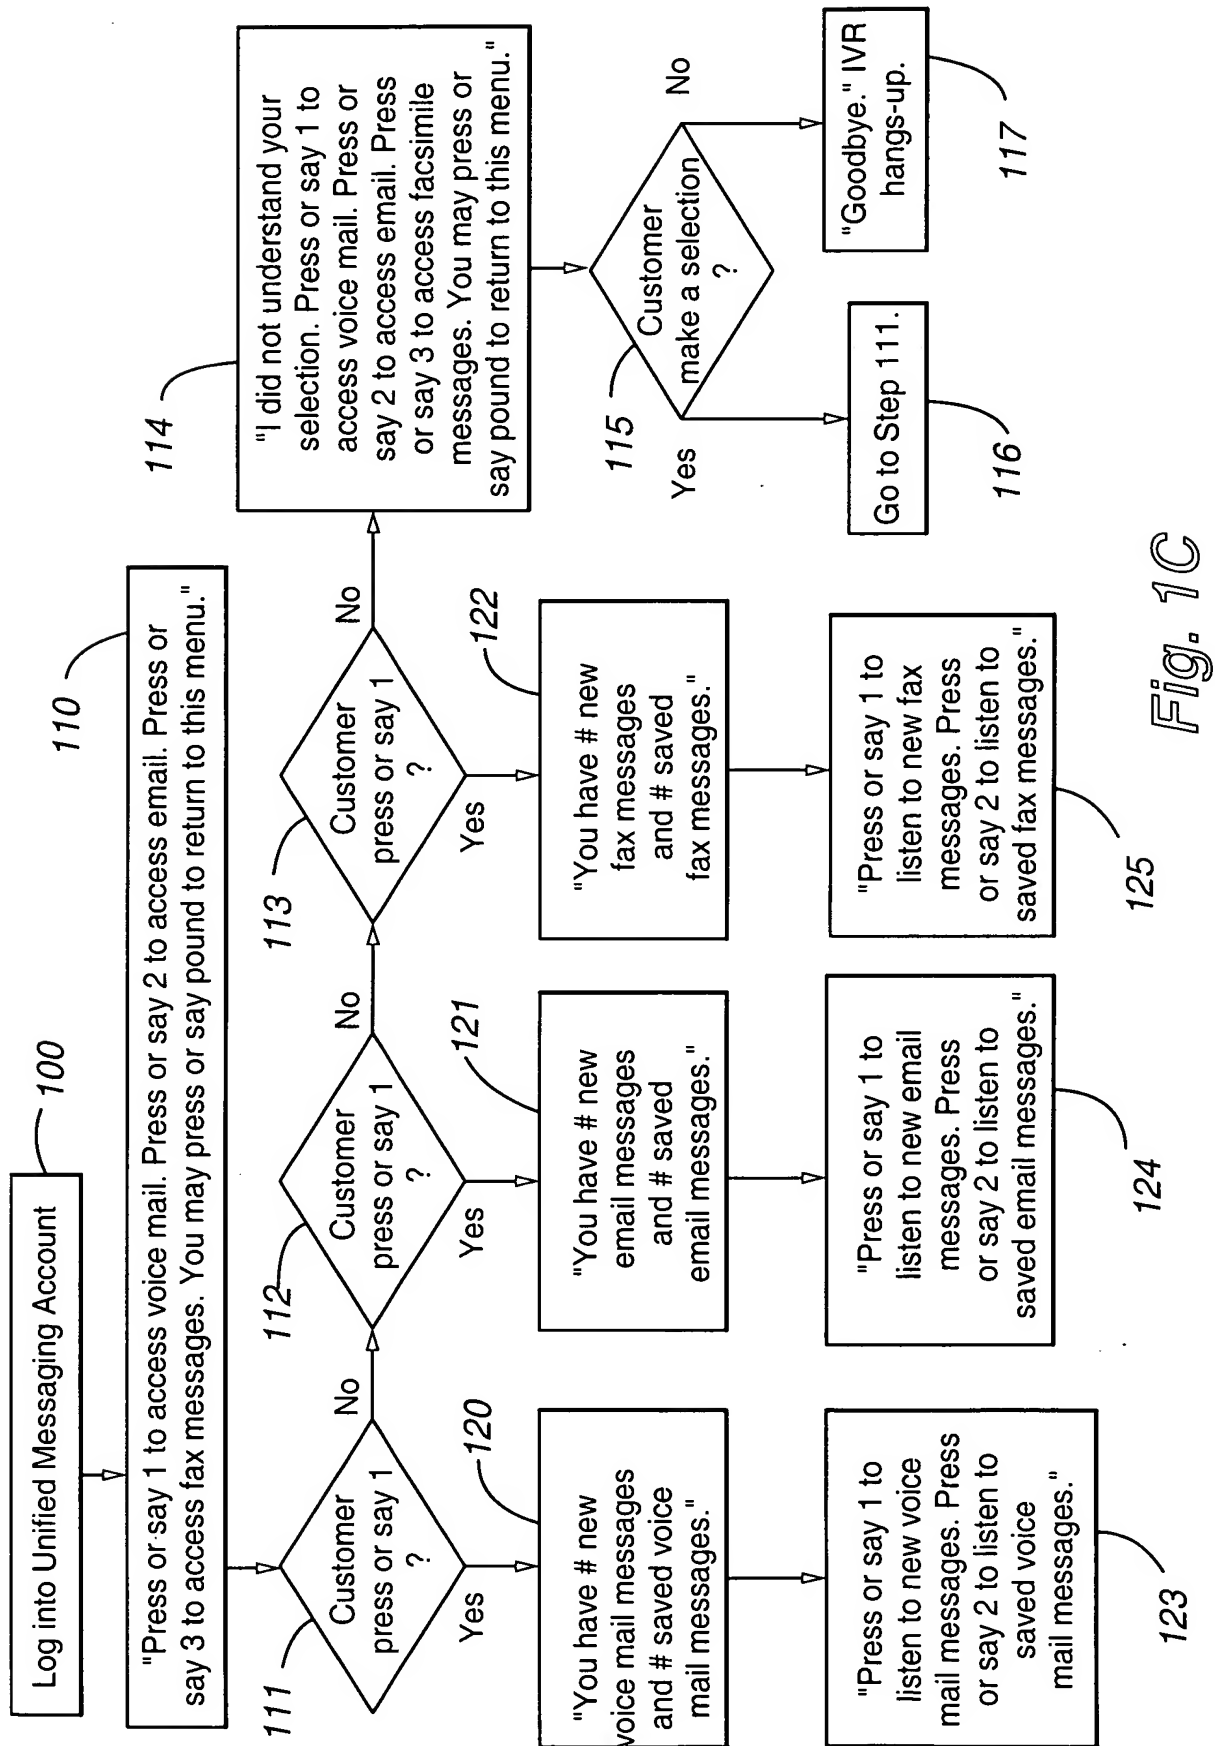 Log into Unified Messaging Account
100
"Press or say 1 to access voice mail. Press or say 2 to access email. Press or
say 3 to access fax messages. You may press or say pound to return to this menu."
110
111
Customer
press or say 1
?
No
Yes
112
Customer
press or say 1
?
No
Yes
113
Customer
press or say 1
?
No
Yes
114
"I did not understand your
selection. Press or say 1 to
access voice mail. Press or
say 2 to access email. Press
or say 3 to access facsimile
messages. You may press or
say pound to return to this menu."
115
Customer
make a selection
?
Yes
No
Go to Step 111.
116
"Goodbye." IVR
hangs-up.
117
120
"You have # new
voice mail messages
and # saved voice
mail messages."
121
"You have # new
email messages
and # saved
email messages."
122
"You have # new
fax messages
and # saved
fax messages."
"Press or say 1 to
listen to new voice
mail messages. Press
or say 2 to listen to
saved voice
mail messages."
123
"Press or say 1 to
listen to new email
messages. Press
or say 2 to listen to
saved email messages."
124
"Press or say 1 to
listen to new fax
messages. Press
or say 2 to listen to
saved fax messages."
125
Fig. 1C